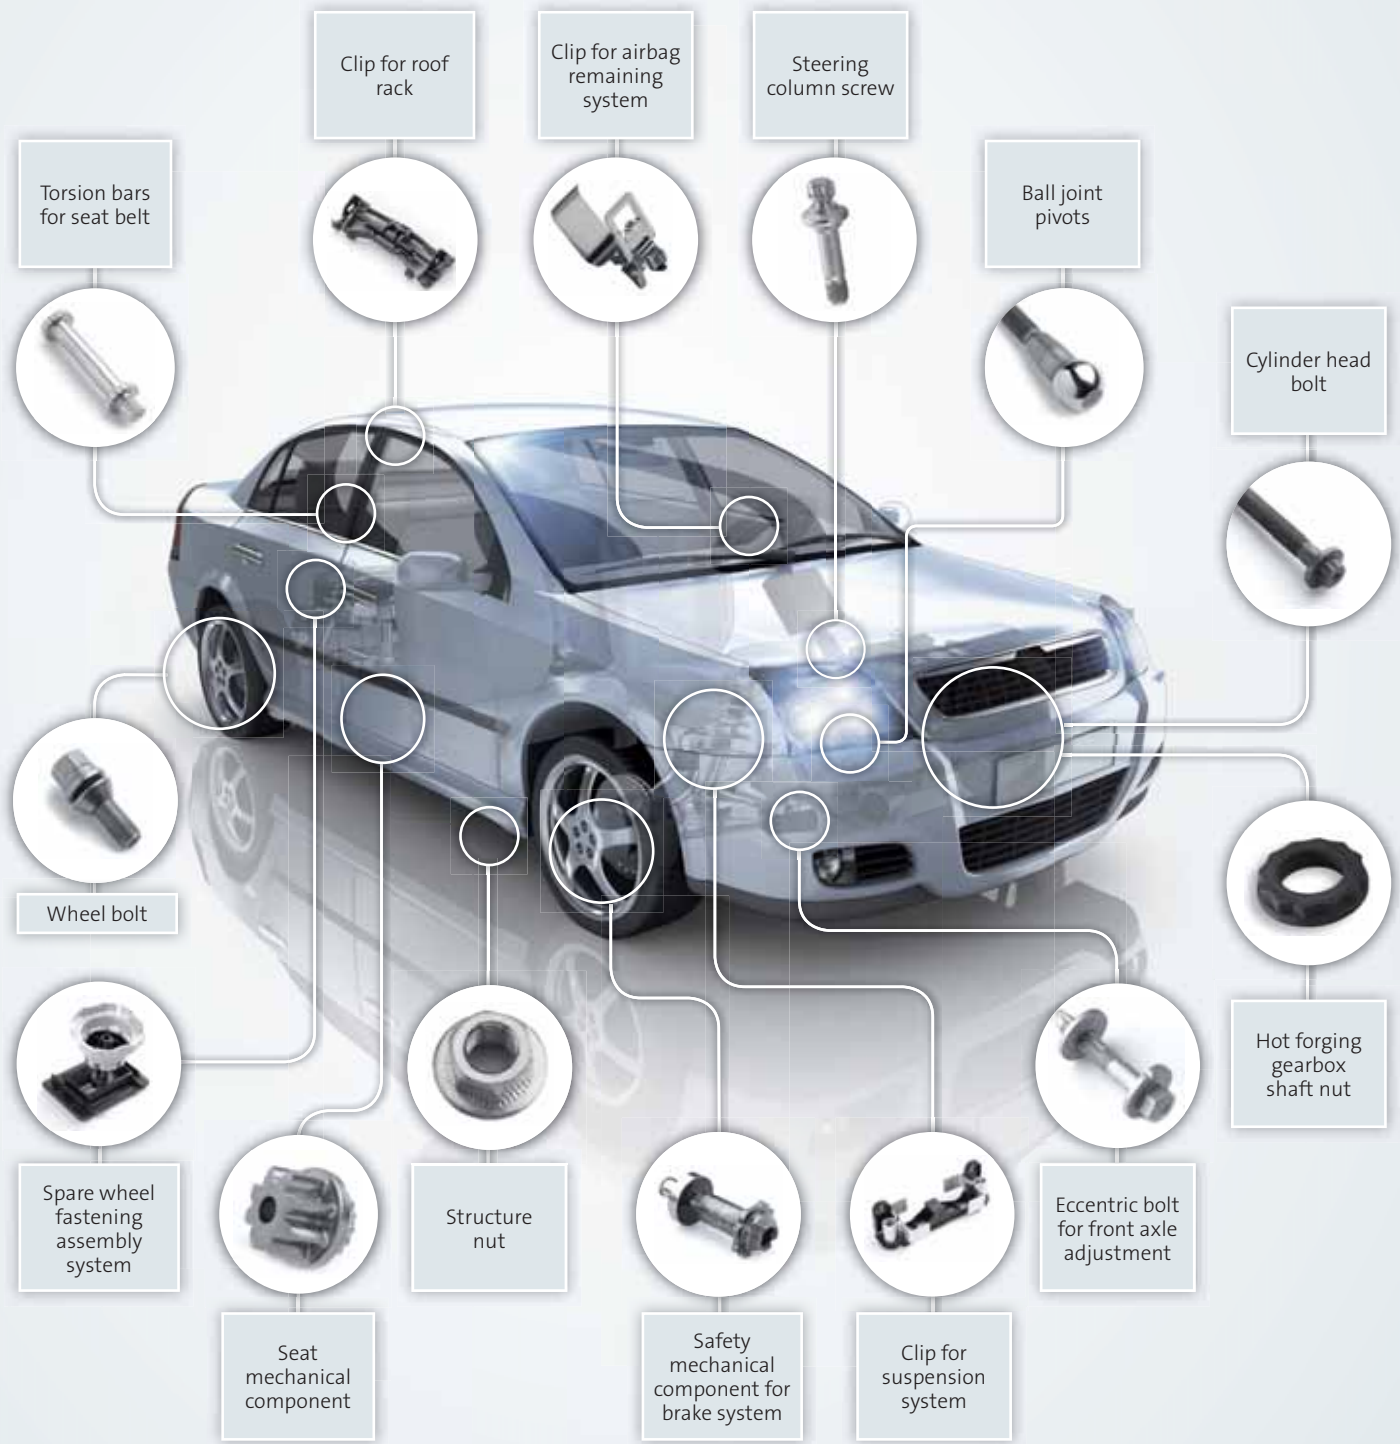 Clip for roof
rack
Clip for airbag
remaining
system
Steering
column screw
Torsion bars
for seat belt
Ball joint
pivots
Cylinder head
bolt
Wheel bolt
Hot forging
gearbox
shaft nut
Spare wheel
fastening
assembly
system
Structure
nut
Eccentric bolt
for front axle
adjustment
Seat
mechanical
component
Safety
mechanical
component for
brake system
Clip for
suspension
system